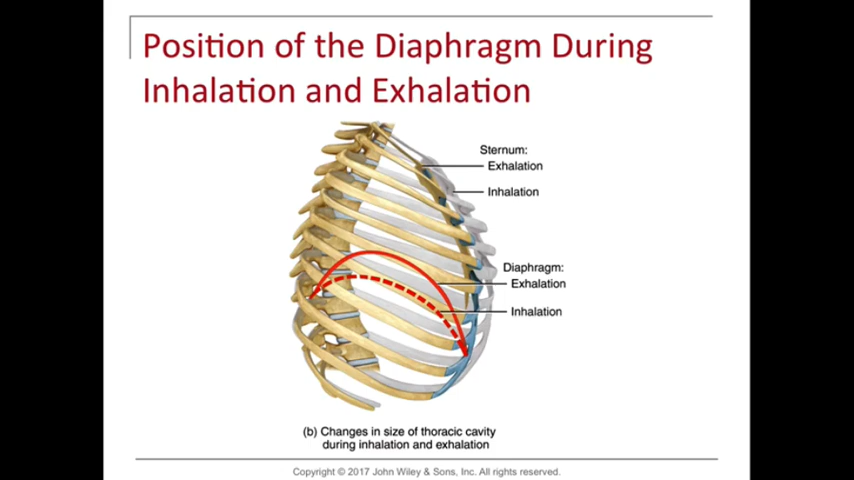 Position of the Diaphragm During
Inhalation and Exhalation
Sternum:
Exhalation
Inhalation
Diaphragm:
Exhalation
Inhalation
(b) Changes in size of thoracic cavity
during inhalation and exhalation
Copyright © 2017 John Wiley & Sons, Inc. All rights reserved.